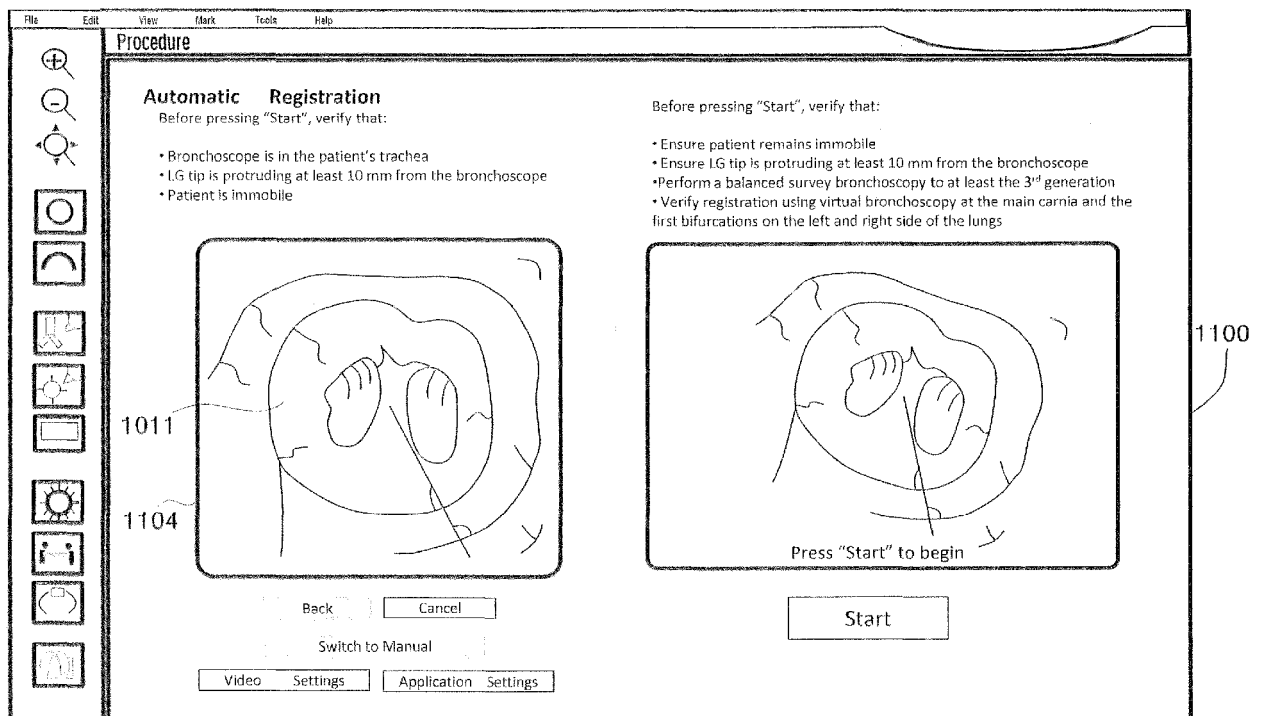 File Edit View Mark Tools Help
Procedure
Automatic Registration
Before pressing "Start", verify that:
• Bronchoscope is in the patient's trachea
• LG tip is protruding at least 10 mm from the bronchoscope
• Patient is immobile
Before pressing "Start", verify that:
• Ensure patient remains immobile
• Ensure LG tip is protruding at least 10 mm from the bronchoscope
•Perform a balanced survey bronchoscopy to at least the 3rd generation
• Verify registration using virtual bronchoscopy at the main carnia and the
first bifurcations on the left and right side of the lungs
1100
1011
1104
Press "Start" to begin
Back Cancel
Start
Switch to Manual
Video Settings Application Settings